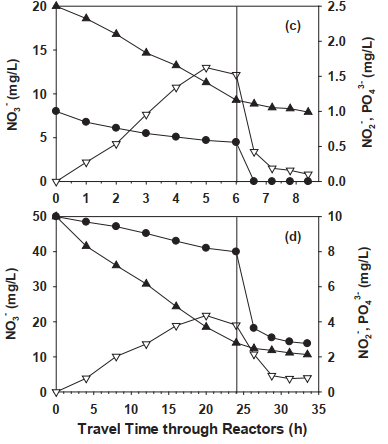 (c)
NO₃⁻ (mg/L)
20
15
10
5
0
2.5
2.0
1.5
1.0
0.5
0.0
NO₂⁻, PO₄³⁻ (mg/L)
0 1 2 3 4 5 6 7 8
(d)
NO₃⁻ (mg/L)
50
40
30
20
10
0
10
8
6
4
2
0
NO₂⁻, PO₄³⁻ (mg/L)
0 5 10 15 20 25 30 35
Travel Time through Reactors (h)